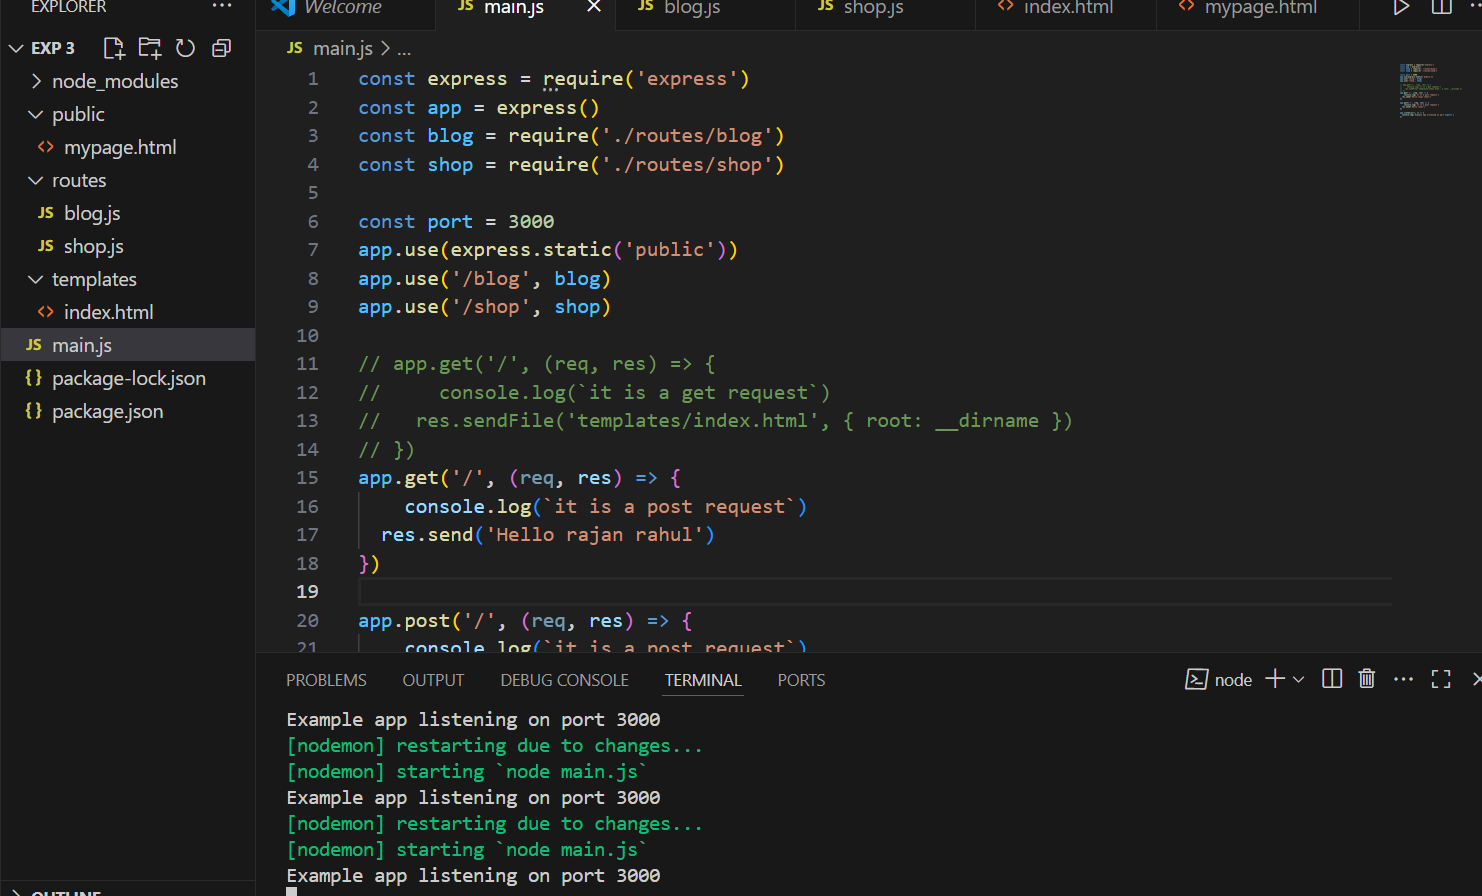 EXPLORER
Welcome
JS main.js
JS blog.js
JS shop.js
<> index.html
<> mypage.html
EXP 3
node_modules
public
<> mypage.html
routes
JS blog.js
JS shop.js
templates
<> index.html
JS main.js
{} package-lock.json
{} package.json
OUTLINE
JS main.js > ...
1 const express = require('express')
2 const app = express()
3 const blog = require('./routes/blog')
4 const shop = require('./routes/shop')
5
6 const port = 3000
7 app.use(express.static('public'))
8 app.use('/blog', blog)
9 app.use('/shop', shop)
10
11 // app.get('/', (req, res) => {
12 //     console.log(`it is a get request`)
13 //   res.sendFile('templates/index.html', { root: __dirname })
14 // })
15 app.get('/', (req, res) => {
16     console.log(`it is a post request`)
17   res.send('Hello rajan rahul')
18 })
19
20 app.post('/', (req, res) => {
21     console.log(`it is a post request`)
PROBLEMS OUTPUT DEBUG CONSOLE TERMINAL PORTS
node
Example app listening on port 3000
[nodemon] restarting due to changes...
[nodemon] starting `node main.js`
Example app listening on port 3000
[nodemon] restarting due to changes...
[nodemon] starting `node main.js`
Example app listening on port 3000